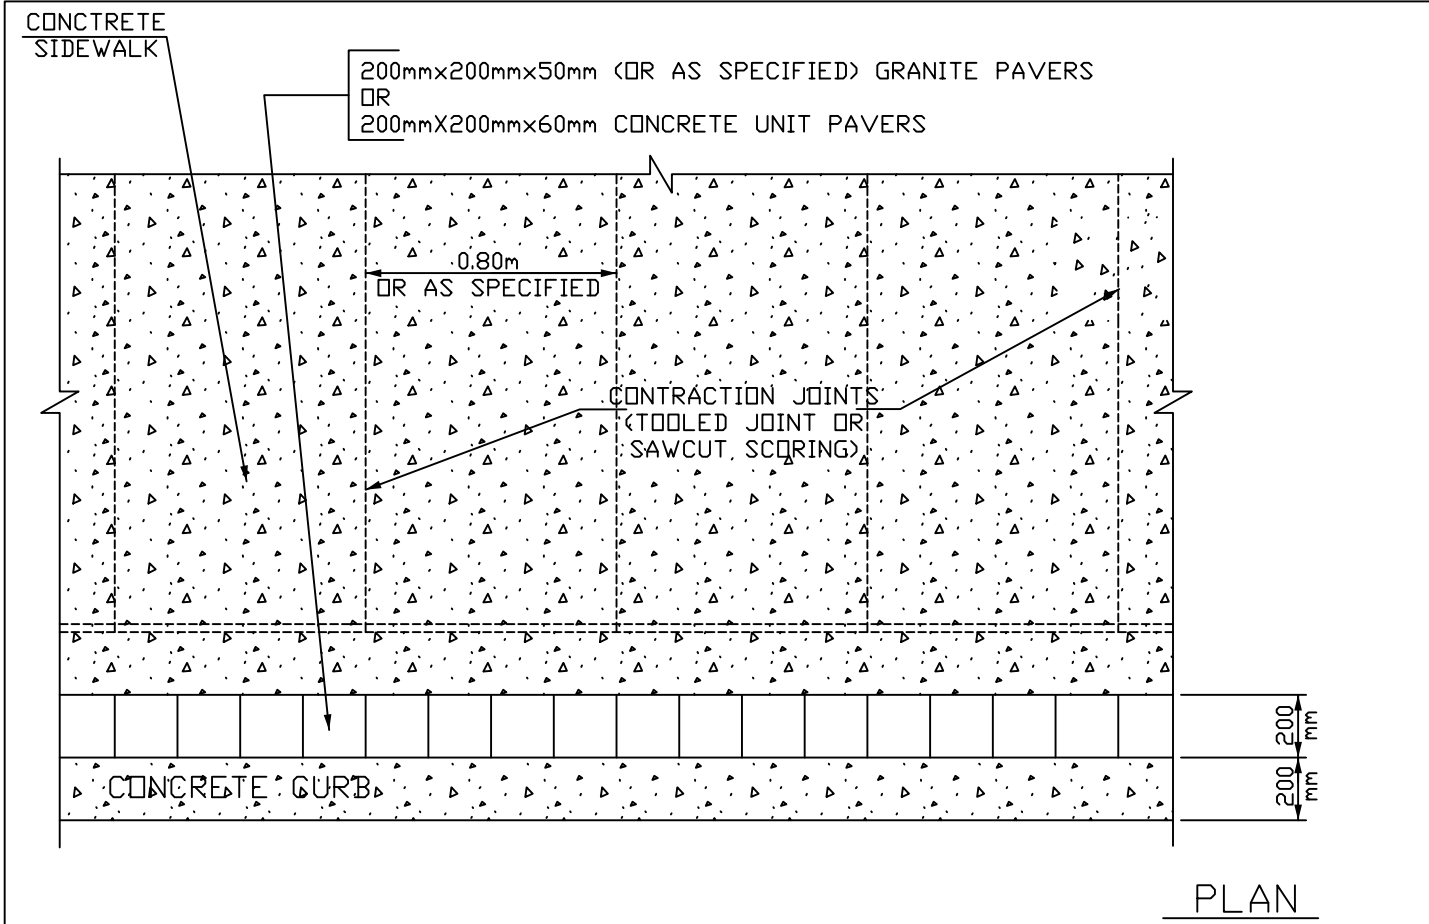 CONCTRETE
SIDEWALK
200mmx200mmx50mm (OR AS SPECIFIED) GRANITE PAVERS
OR
200mmX200mmx60mm CONCRETE UNIT PAVERS
0.80m
OR AS SPECIFIED
CONTRACTION JOINTS
(TOOLED JOINT OR
SAWCUT SCORING)
200
mm
CONCRETE CURB
200
mm
PLAN